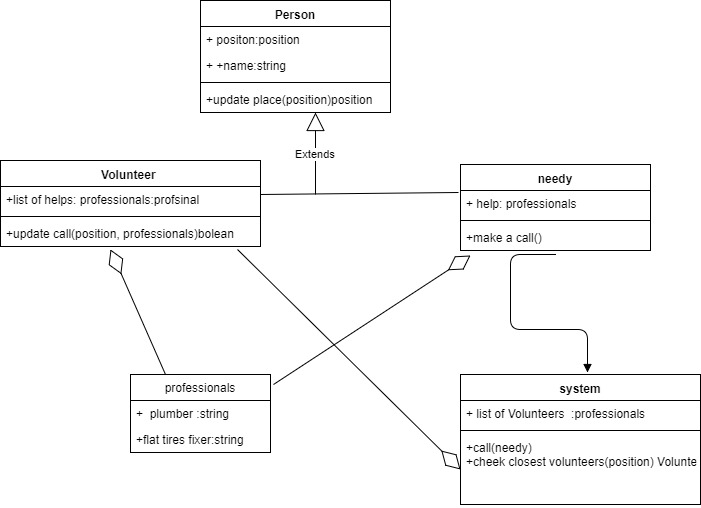 Person
+ positon:position
+ +name:string
+update place(position)position
Extends
Volunteer
+list of helps: professionals:profsinal
+update call(position, professionals)bolean
needy
+ help: professionals
+make a call()
professionals
+ plumber :string
+flat tires fixer:string
system
+ list of Volunteers :professionals
+call(needy)
+cheek closest volunteers(position) Volunte